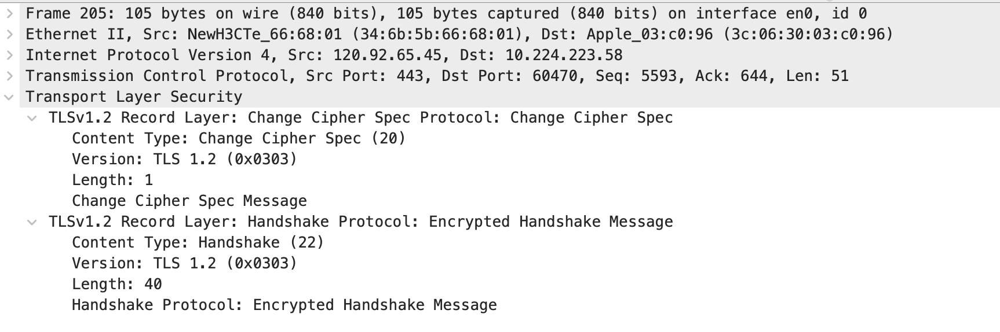 Frame 205: 105 bytes on wire (840 bits), 105 bytes captured (840 bits) on interface en0, id 0
Ethernet II, Src: NewH3CTe_66:68:01 (34:6b:5b:66:68:01), Dst: Apple_03:c0:96 (3c:06:30:03:c0:96)
Internet Protocol Version 4, Src: 120.92.65.45, Dst: 10.224.223.58
Transmission Control Protocol, Src Port: 443, Dst Port: 60470, Seq: 5593, Ack: 644, Len: 51
Transport Layer Security
TLSv1.2 Record Layer: Change Cipher Spec Protocol: Change Cipher Spec
Content Type: Change Cipher Spec (20)
Version: TLS 1.2 (0x0303)
Length: 1
Change Cipher Spec Message
TLSv1.2 Record Layer: Handshake Protocol: Encrypted Handshake Message
Content Type: Handshake (22)
Version: TLS 1.2 (0x0303)
Length: 40
Handshake Protocol: Encrypted Handshake Message